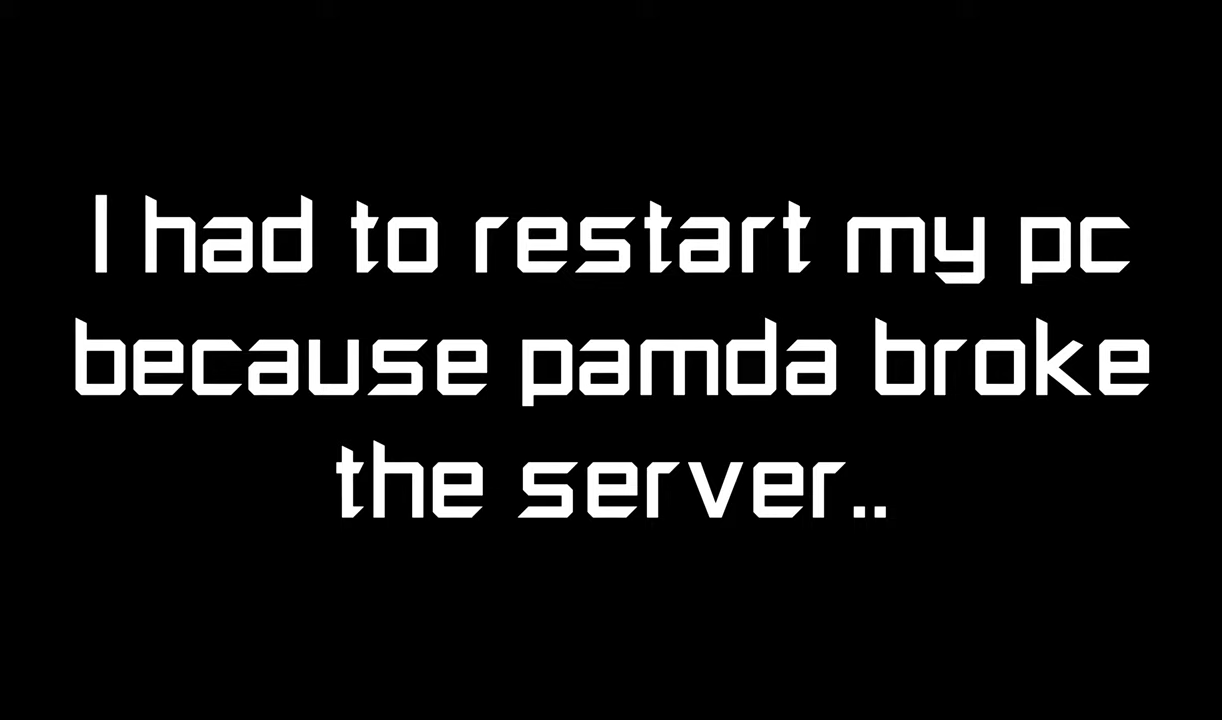 I had to restart my pc
because pamda broke
the server..